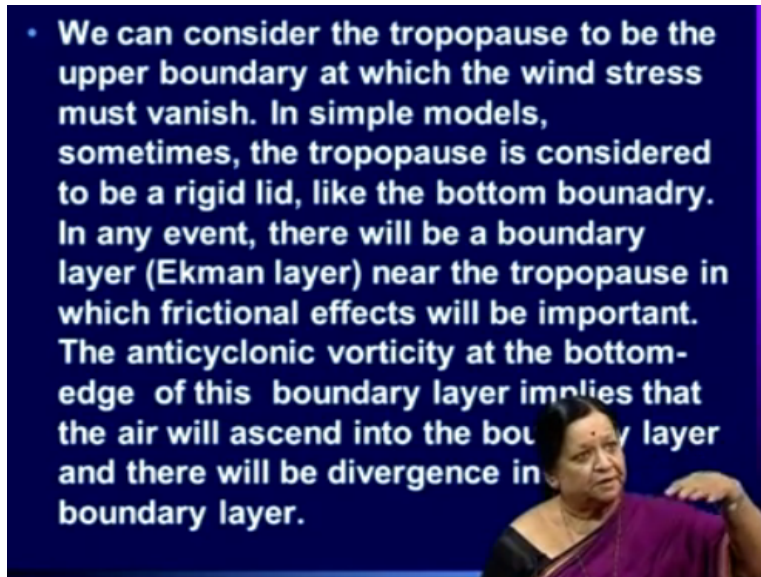 • We can consider the tropopause to be the
upper boundary at which the wind stress
must vanish. In simple models,
sometimes, the tropopause is considered
to be a rigid lid, like the bottom bounadry.
In any event, there will be a boundary
layer (Ekman layer) near the tropopause in
which frictional effects will be important.
The anticyclonic vorticity at the bottom-
edge of this boundary layer implies that
the air will ascend into the layer
and there will be divergence in
boundary layer.